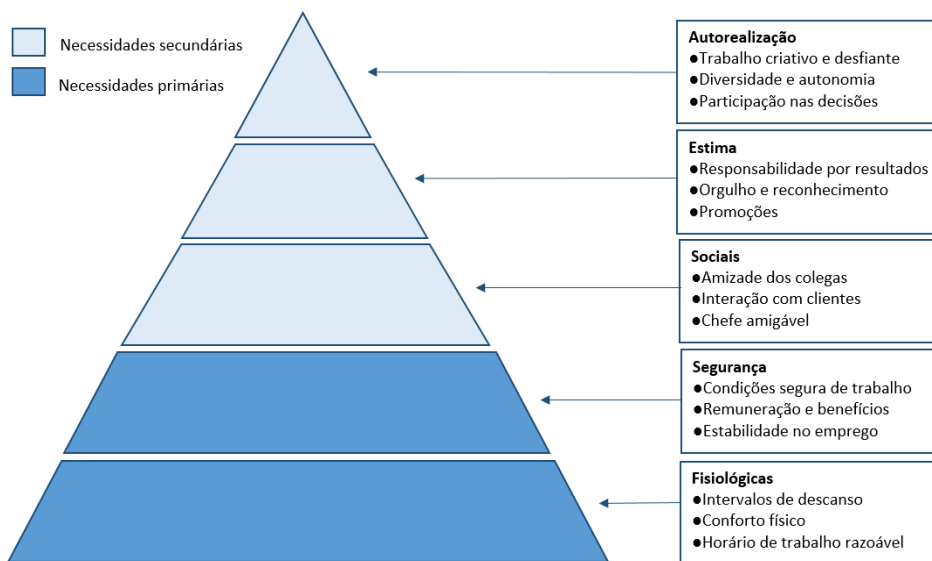 Necessidades secundárias
Necessidades primárias
Autorealização
●Trabalho criativo e desfiante
●Diversidade e autonomia
●Participação nas decisões
Estima
●Responsabilidade por resultados
●Orgulho e reconhecimento
●Promoções
Sociais
●Amizade dos colegas
●Interação com clientes
●Chefe amigável
Segurança
●Condições segura de trabalho
●Remuneração e benefícios
●Estabilidade no emprego
Fisiológicas
●Intervalos de descanso
●Conforto físico
●Horário de trabalho razoável